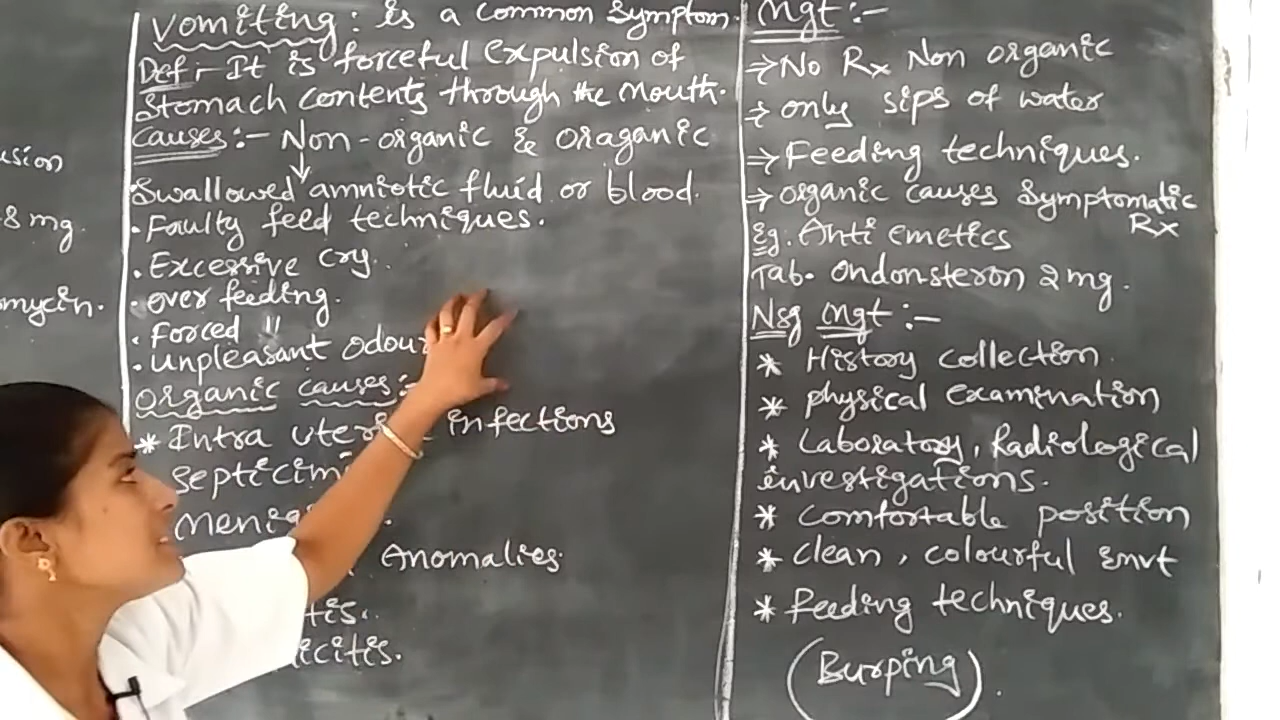 usion
-8 mg.
omycin.
Vomiting: is a common symptom.
Def:- It is forceful expulsion of
Stomach contents through the mouth.
causes:- Non-organic & oraganic
Swallowed amniotic fluid or blood.
. Faulty feed techniques.
. Excessive cry.
. over feeding.
. Forced "
. unpleasant odour
organic causes:-
* Intra uteri infections
septicimi
meni
Anomalies.
tis.
icitis.
Mgt:-
⇒ No Rx Non organic
⇒ only sips of water
⇒ Feeding techniques.
⇒ organic causes Symptomatic
Rx
Eg. Anti emetics
Tab. Ondonsteron 2 mg.
Nsg Mgt:-
* History collection.
* physical examination
* Laboratory, Radiological
investigations.
* Comfortable position
* Clean, colourful Envt
* Feeding techniques.
(Burping).